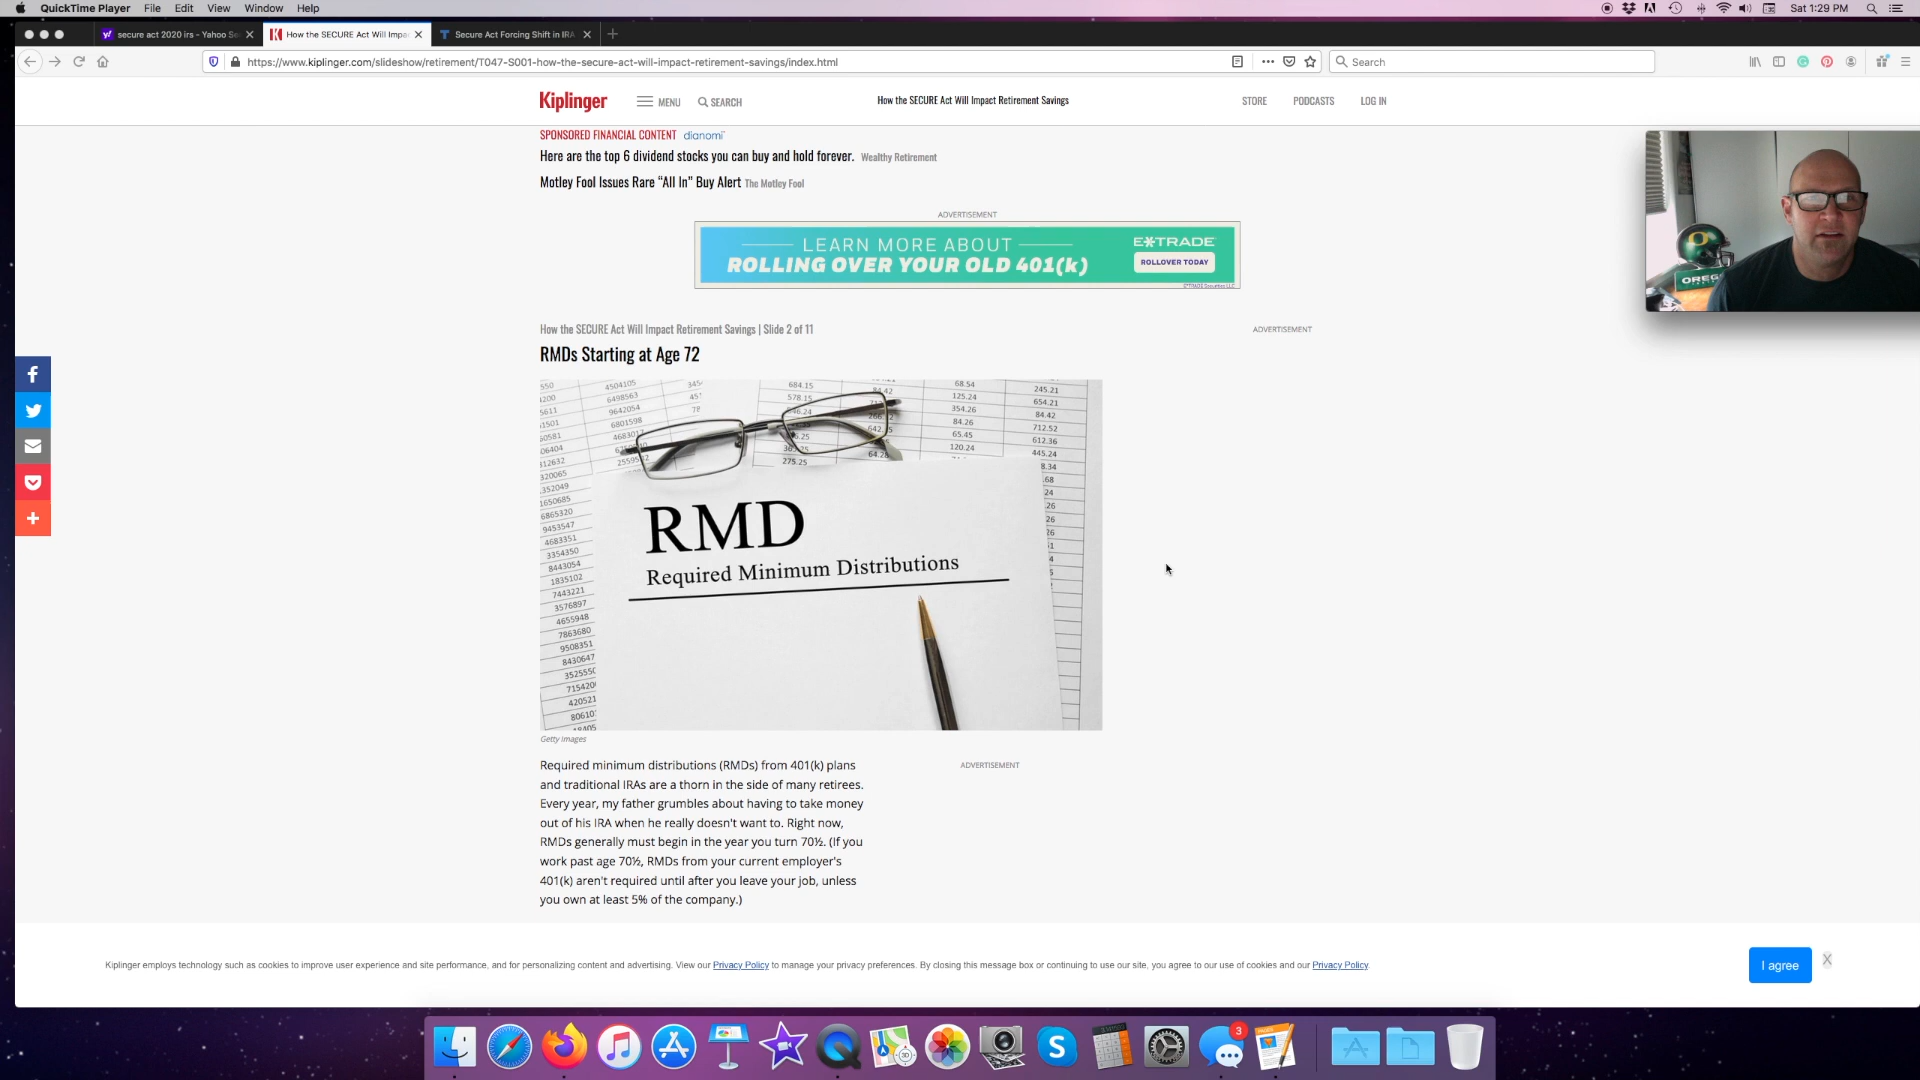 QuickTime Player File Edit View Window Help
Sat 1:29 PM
secure act 2020 irs - Yahoo Se
How the SECURE Act Will Impa
Secure Act Forcing Shift in IRA
https://www.kiplinger.com/slideshow/retirement/T047-S001-how-the-secure-act-will-impact-retirement-savings/index.html
Search
Kiplinger
MENU
SEARCH
How the SECURE Act Will Impact Retirement Savings
STORE
PODCASTS
LOG IN
SPONSORED FINANCIAL CONTENT dianomi
Here are the top 6 dividend stocks you can buy and hold forever. Wealthy Retirement
Motley Fool Issues Rare “All In” Buy Alert The Motley Fool
ADVERTISEMENT
LEARN MORE ABOUT
ROLLING OVER YOUR OLD 401(k)
E*TRADE
ROLLOVER TODAY
E*TRADE Securities LLC
How the SECURE Act Will Impact Retirement Savings | Slide 2 of 11
ADVERTISEMENT
RMDs Starting at Age 72
RMD
Required Minimum Distributions
Getty Images
Required minimum distributions (RMDs) from 401(k) plans
and traditional IRAs are a thorn in the side of many retirees.
Every year, my father grumbles about having to take money
out of his IRA when he really doesn't want to. Right now,
RMDs generally must begin in the year you turn 70½. (If you
work past age 70½, RMDs from your current employer's
401(k) aren't required until after you leave your job, unless
you own at least 5% of the company.)
ADVERTISEMENT
Kiplinger employs technology such as cookies to improve user experience and site performance, and for personalizing content and advertising. View our Privacy Policy to manage your privacy preferences. By closing this message box or continuing to use our site, you agree to our use of cookies and our Privacy Policy.
I agree
X
3